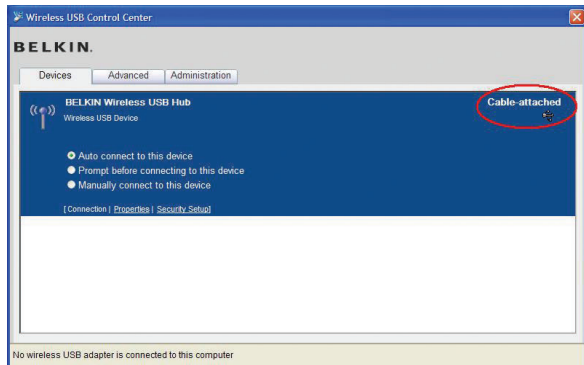 Wireless USB Control Center
BELKIN.
Devices Advanced Administration
BELKIN Wireless USB Hub Cable-attached
Wireless USB Device
Auto connect to this device
Prompt before connecting to this device
Manually connect to this device
[ Connection | Properties | Security Setup]
No wireless USB adapter is connected to this computer